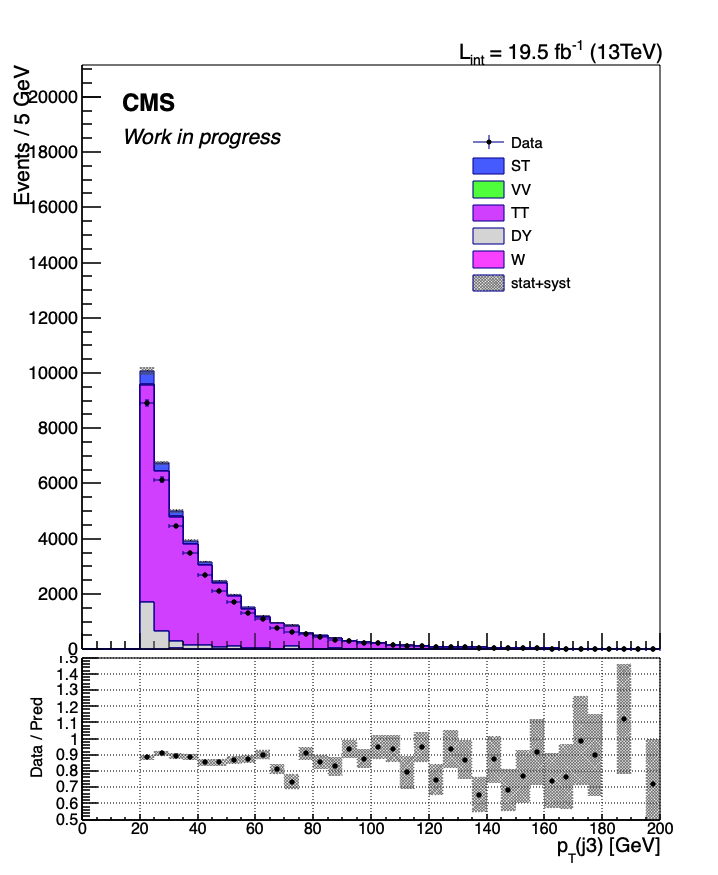 L_int = 19.5 fb^-1 (13TeV)
Events / 5 GeV
20000
18000
16000
14000
12000
10000
8000
6000
4000
2000
0
CMS
Work in progress
Data
ST
VV
TT
DY
W
stat+syst
Data / Pred
1.5
1.4
1.3
1.2
1.1
1
0.9
0.8
0.7
0.6
0.5
0 20 40 60 80 100 120 140 160 180 200
p_T(j3) [GeV]